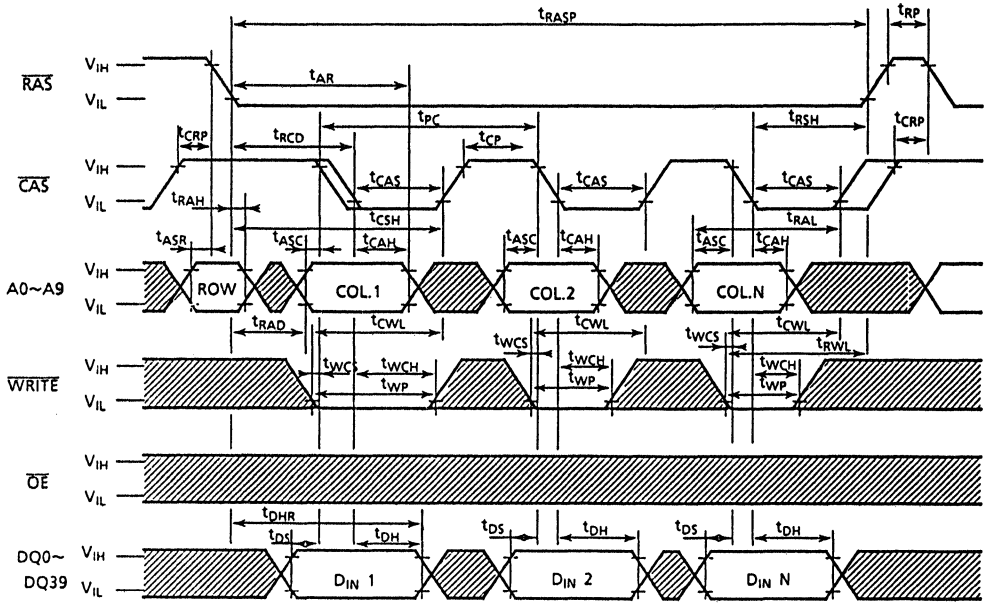 tRASP
tRP
RAS
VIH
VIL
tAR
tCRP
tRCD
tPC
tCP
tRSH
tCRP
CAS
VIH
VIL
tRAH
tCAS
tCAS
tCAS
tCSH
tRAL
tASR
tASC
tCAH
tASC
tCAH
tASC
tCAH
A0~A9
VIH
VIL
ROW
COL.1
COL.2
COL.N
tRAD
tCWL
tCWL
tCWL
tWCS
tWCS
tWCS
tRWL
WRITE
VIH
VIL
tWCH
tWCH
tWCH
tWP
tWP
tWP
OE
VIH
VIL
tDHR
tDS
tDH
tDS
tDH
tDS
tDH
DQ0~
DQ39
VIH
VIL
DIN 1
DIN 2
DIN N